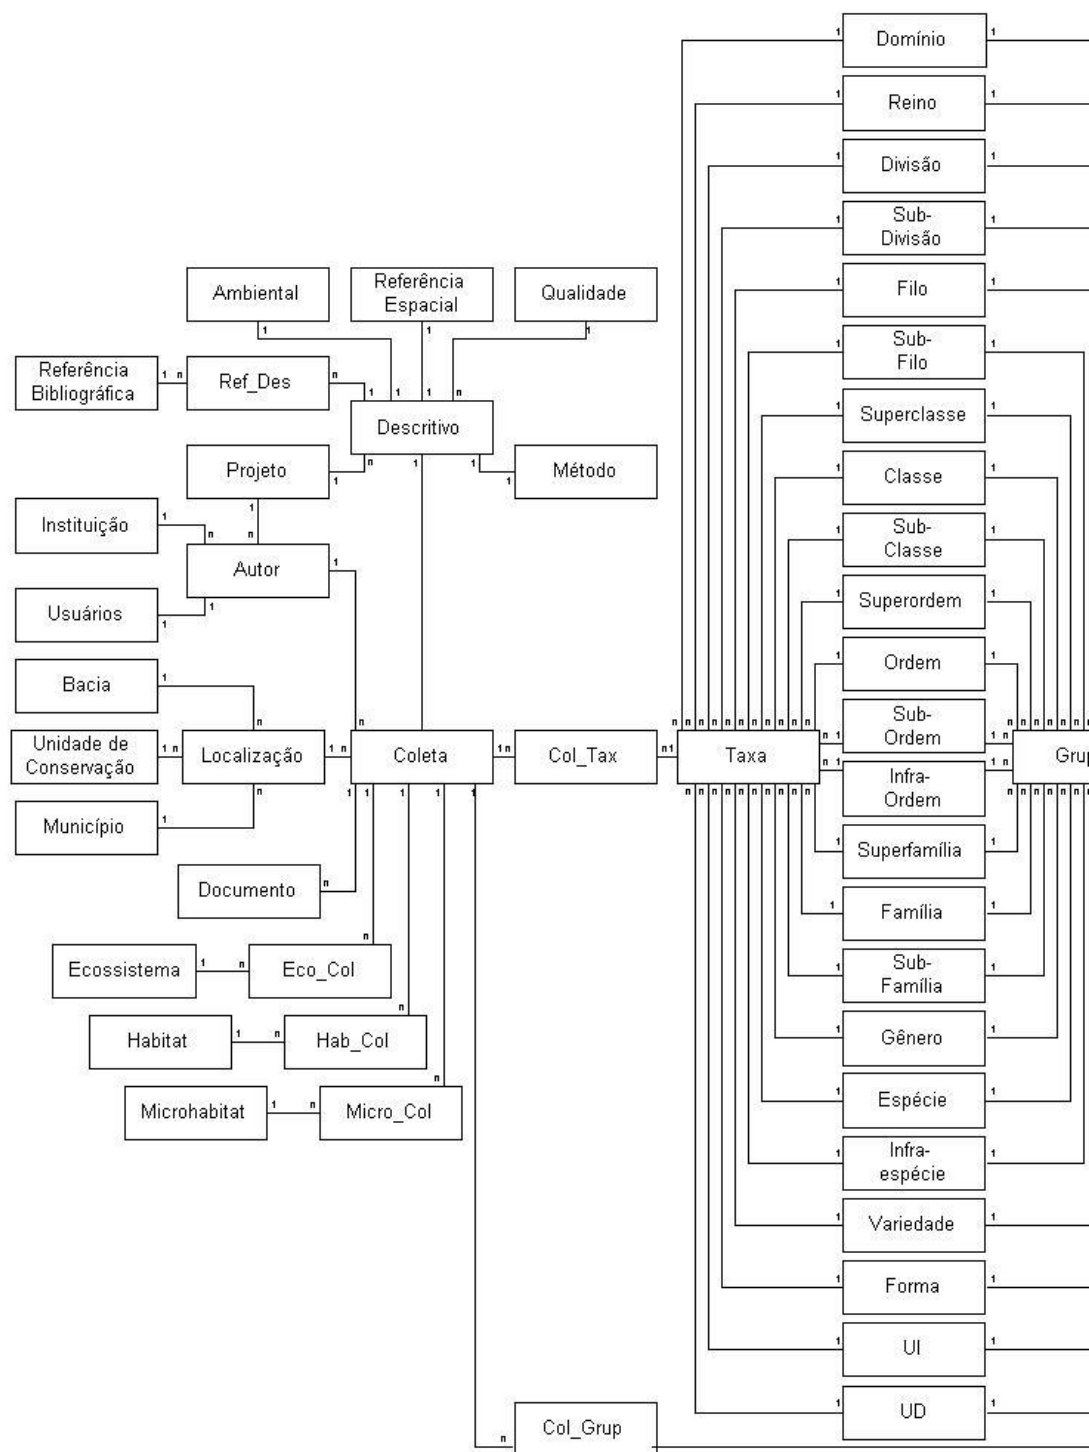 Domínio
Reino
Divisão
Sub-
Divisão
Filo
Sub-
Filo
Superclasse
Classe
Sub-
Classe
Superordem
Ordem
Sub-
Ordem
Infra-
Ordem
Superfamília
Família
Sub-
Família
Gênero
Espécie
Infra-
espécie
Variedade
Forma
UI
UD
Ambiental
Referência
Espacial
Qualidade
Referência
Bibliográfica
Ref_Des
Descritivo
Projeto
Método
Instituição
Autor
Usuários
Bacia
Unidade de
Conservação
Localização
Coleta
Col_Tax
Taxa
Grup
Município
Documento
Ecossistema
Eco_Col
Habitat
Hab_Col
Microhabitat
Micro_Col
Col_Grup